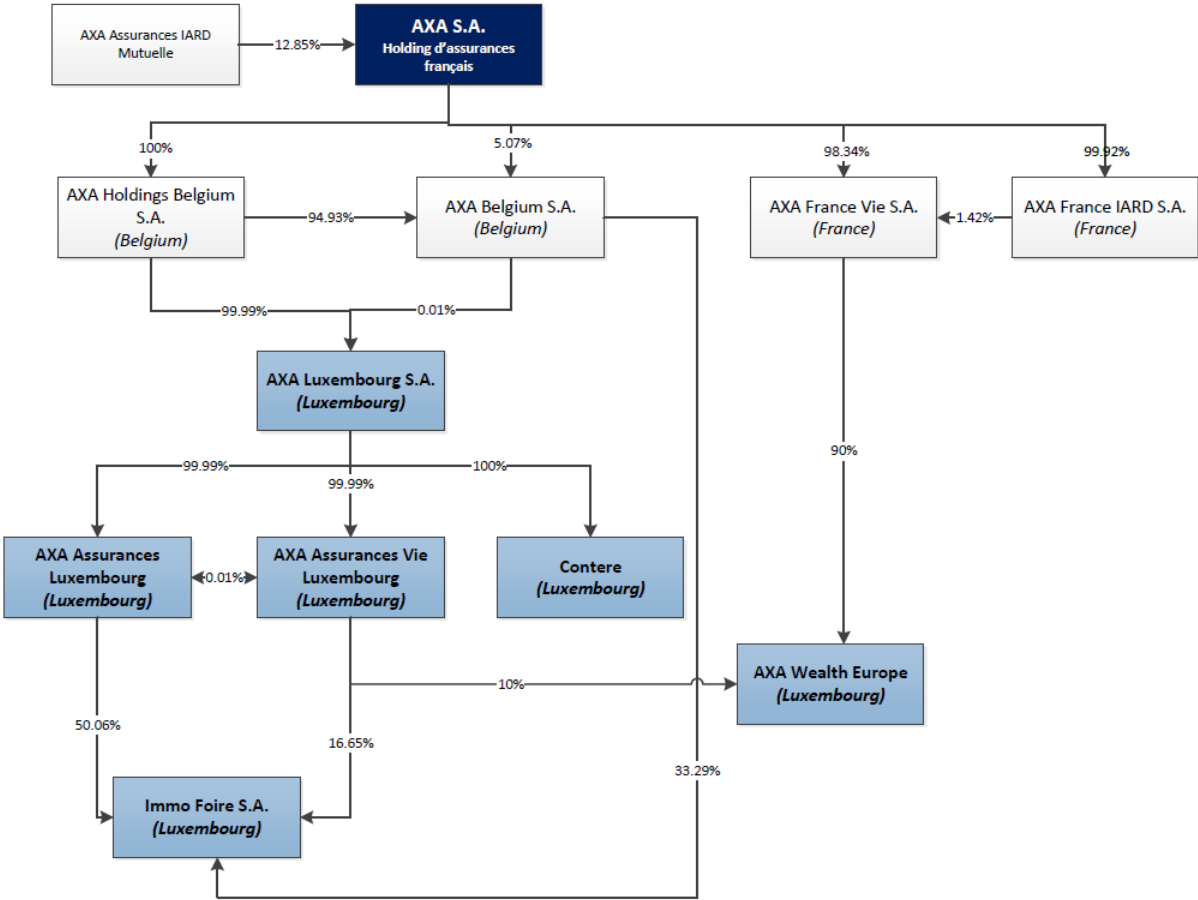 AXA Assurances IARD
Mutuelle
12.85%
AXA S.A.
Holding d'assurances
français
100%
5.07%
98.34%
99.92%
AXA Holdings Belgium
S.A.
(Belgium)
94.93%
AXA Belgium S.A.
(Belgium)
AXA France Vie S.A.
(France)
1.42%
AXA France IARD S.A.
(France)
99.99%
0.01%
AXA Luxembourg S.A.
(Luxembourg)
90%
99.99%
100%
99.99%
AXA Assurances
Luxembourg
(Luxembourg)
0.01%
AXA Assurances Vie
Luxembourg
(Luxembourg)
Contere
(Luxembourg)
AXA Wealth Europe
(Luxembourg)
10%
50.06%
16.65%
33.29%
Immo Foire S.A.
(Luxembourg)